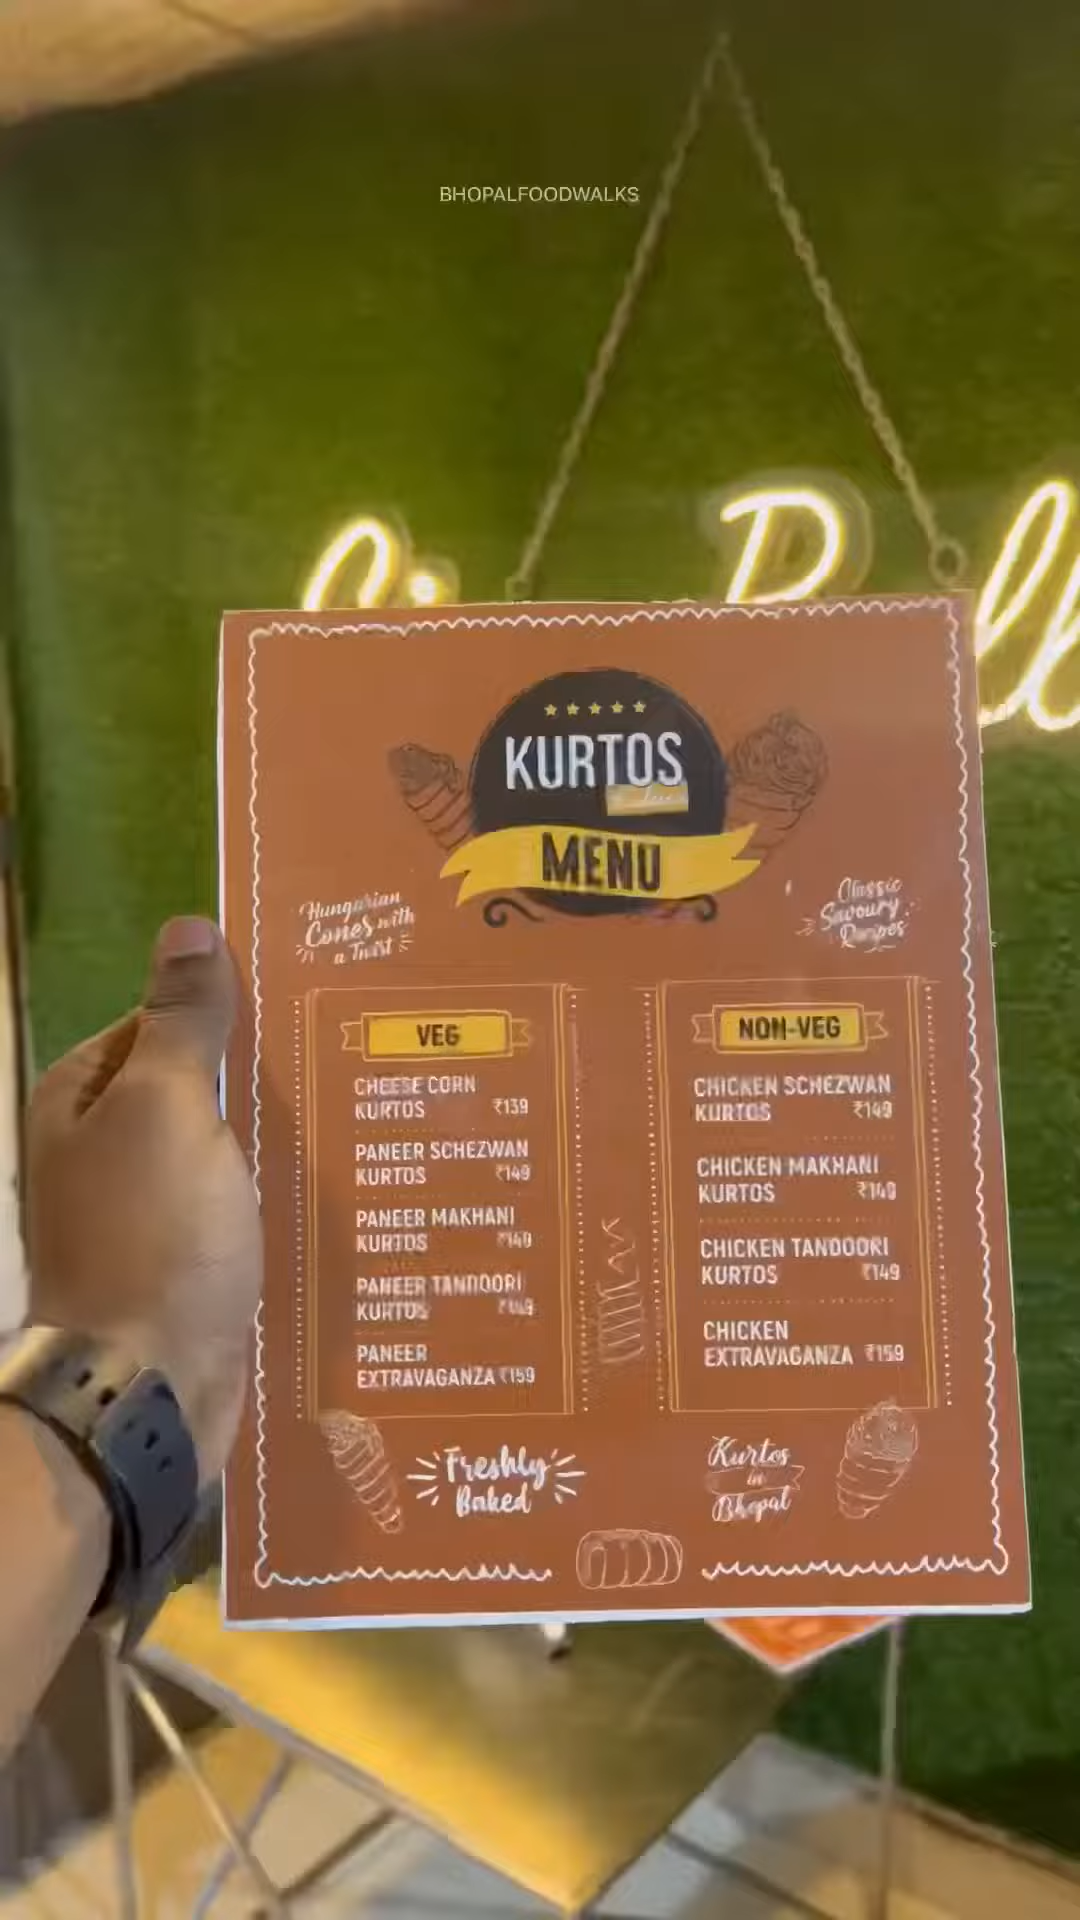 BHOPALFOODWALKS
KURTOS
MENU
Hungarian
Cones with
a Twist
Classic
Savoury
Recipes
VEG
CHEESE CORN
KURTOS ₹139
PANEER SCHEZWAN
KURTOS ₹149
PANEER MAKHANI
KURTOS ₹149
PANEER TANDOORI
KURTOS ₹149
PANEER
EXTRAVAGANZA ₹159
NON-VEG
CHICKEN SCHEZWAN
KURTOS ₹149
CHICKEN MAKHANI
KURTOS ₹149
CHICKEN TANDOORI
KURTOS ₹149
CHICKEN
EXTRAVAGANZA ₹159
Freshly
Baked
Kurtos
in
Bhopal